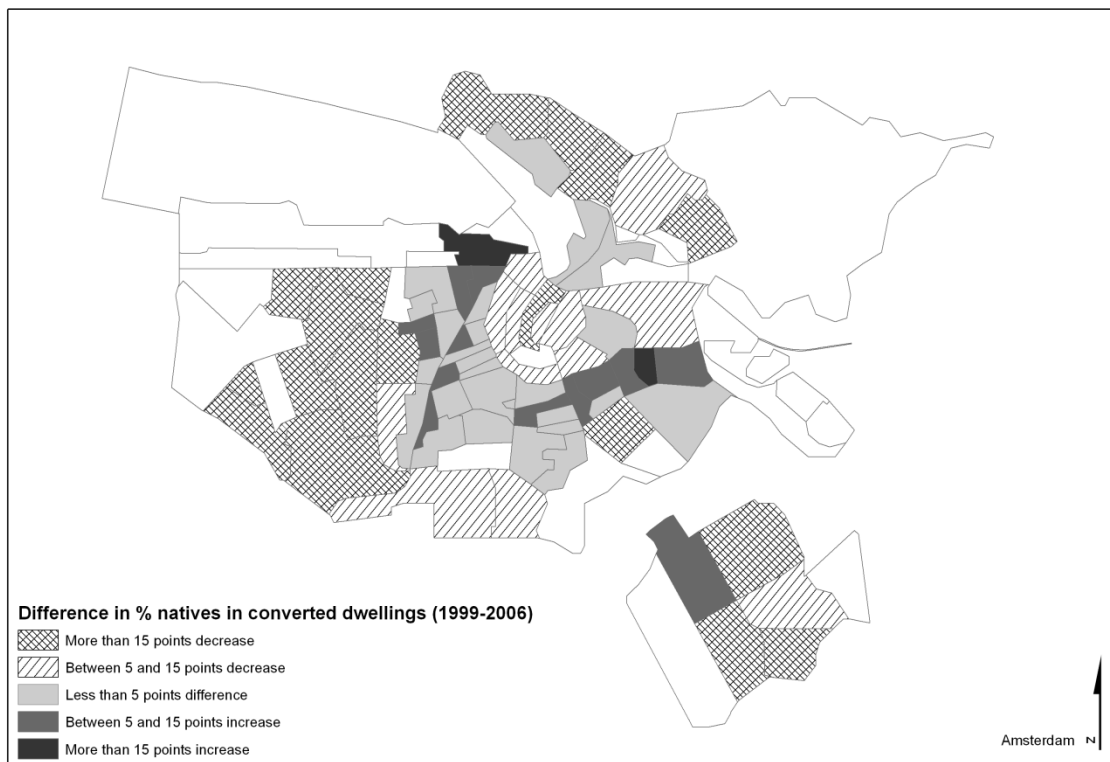 Difference in % natives in converted dwellings (1999-2006)
More than 15 points decrease
Between 5 and 15 points decrease
Less than 5 points difference
Between 5 and 15 points increase
More than 15 points increase
Amsterdam
N